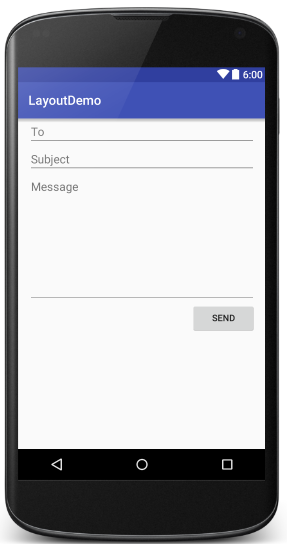 6:00
LayoutDemo
To
Subject
Message
SEND